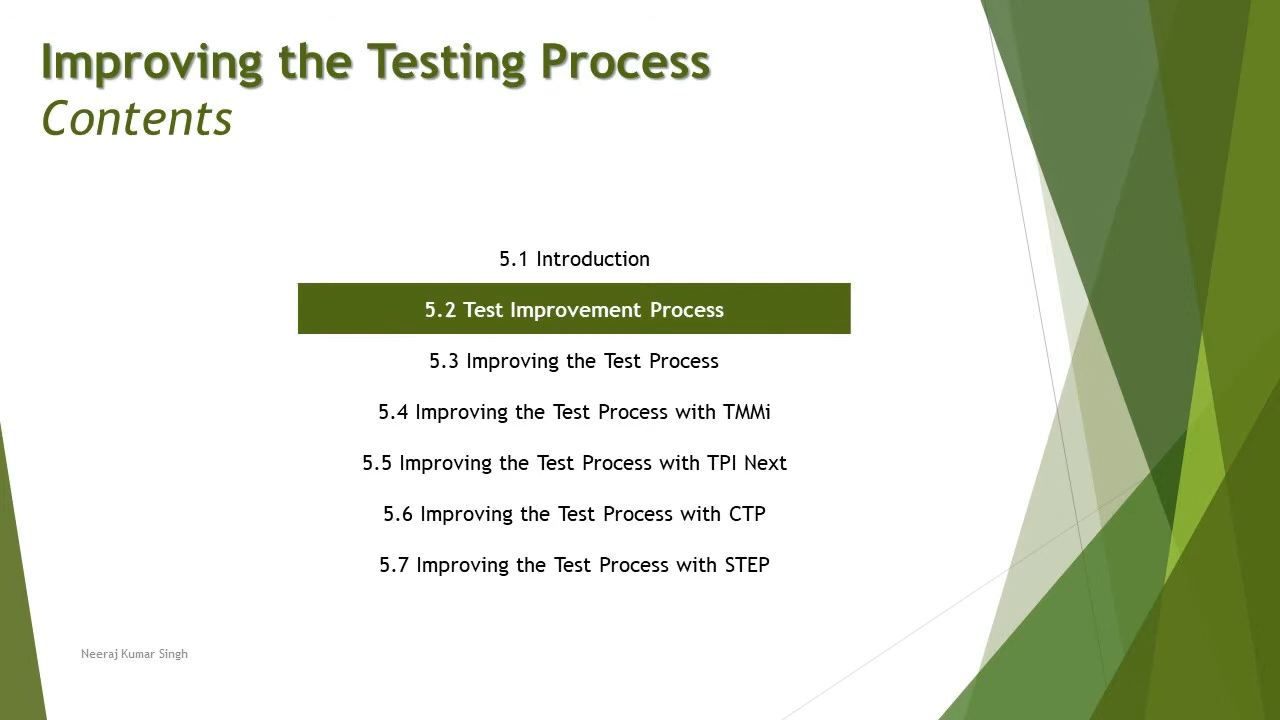 Improving the Testing Process
Contents
5.1 Introduction
5.2 Test Improvement Process
5.3 Improving the Test Process
5.4 Improving the Test Process with TMMi
5.5 Improving the Test Process with TPI Next
5.6 Improving the Test Process with CTP
5.7 Improving the Test Process with STEP
Neeraj Kumar Singh